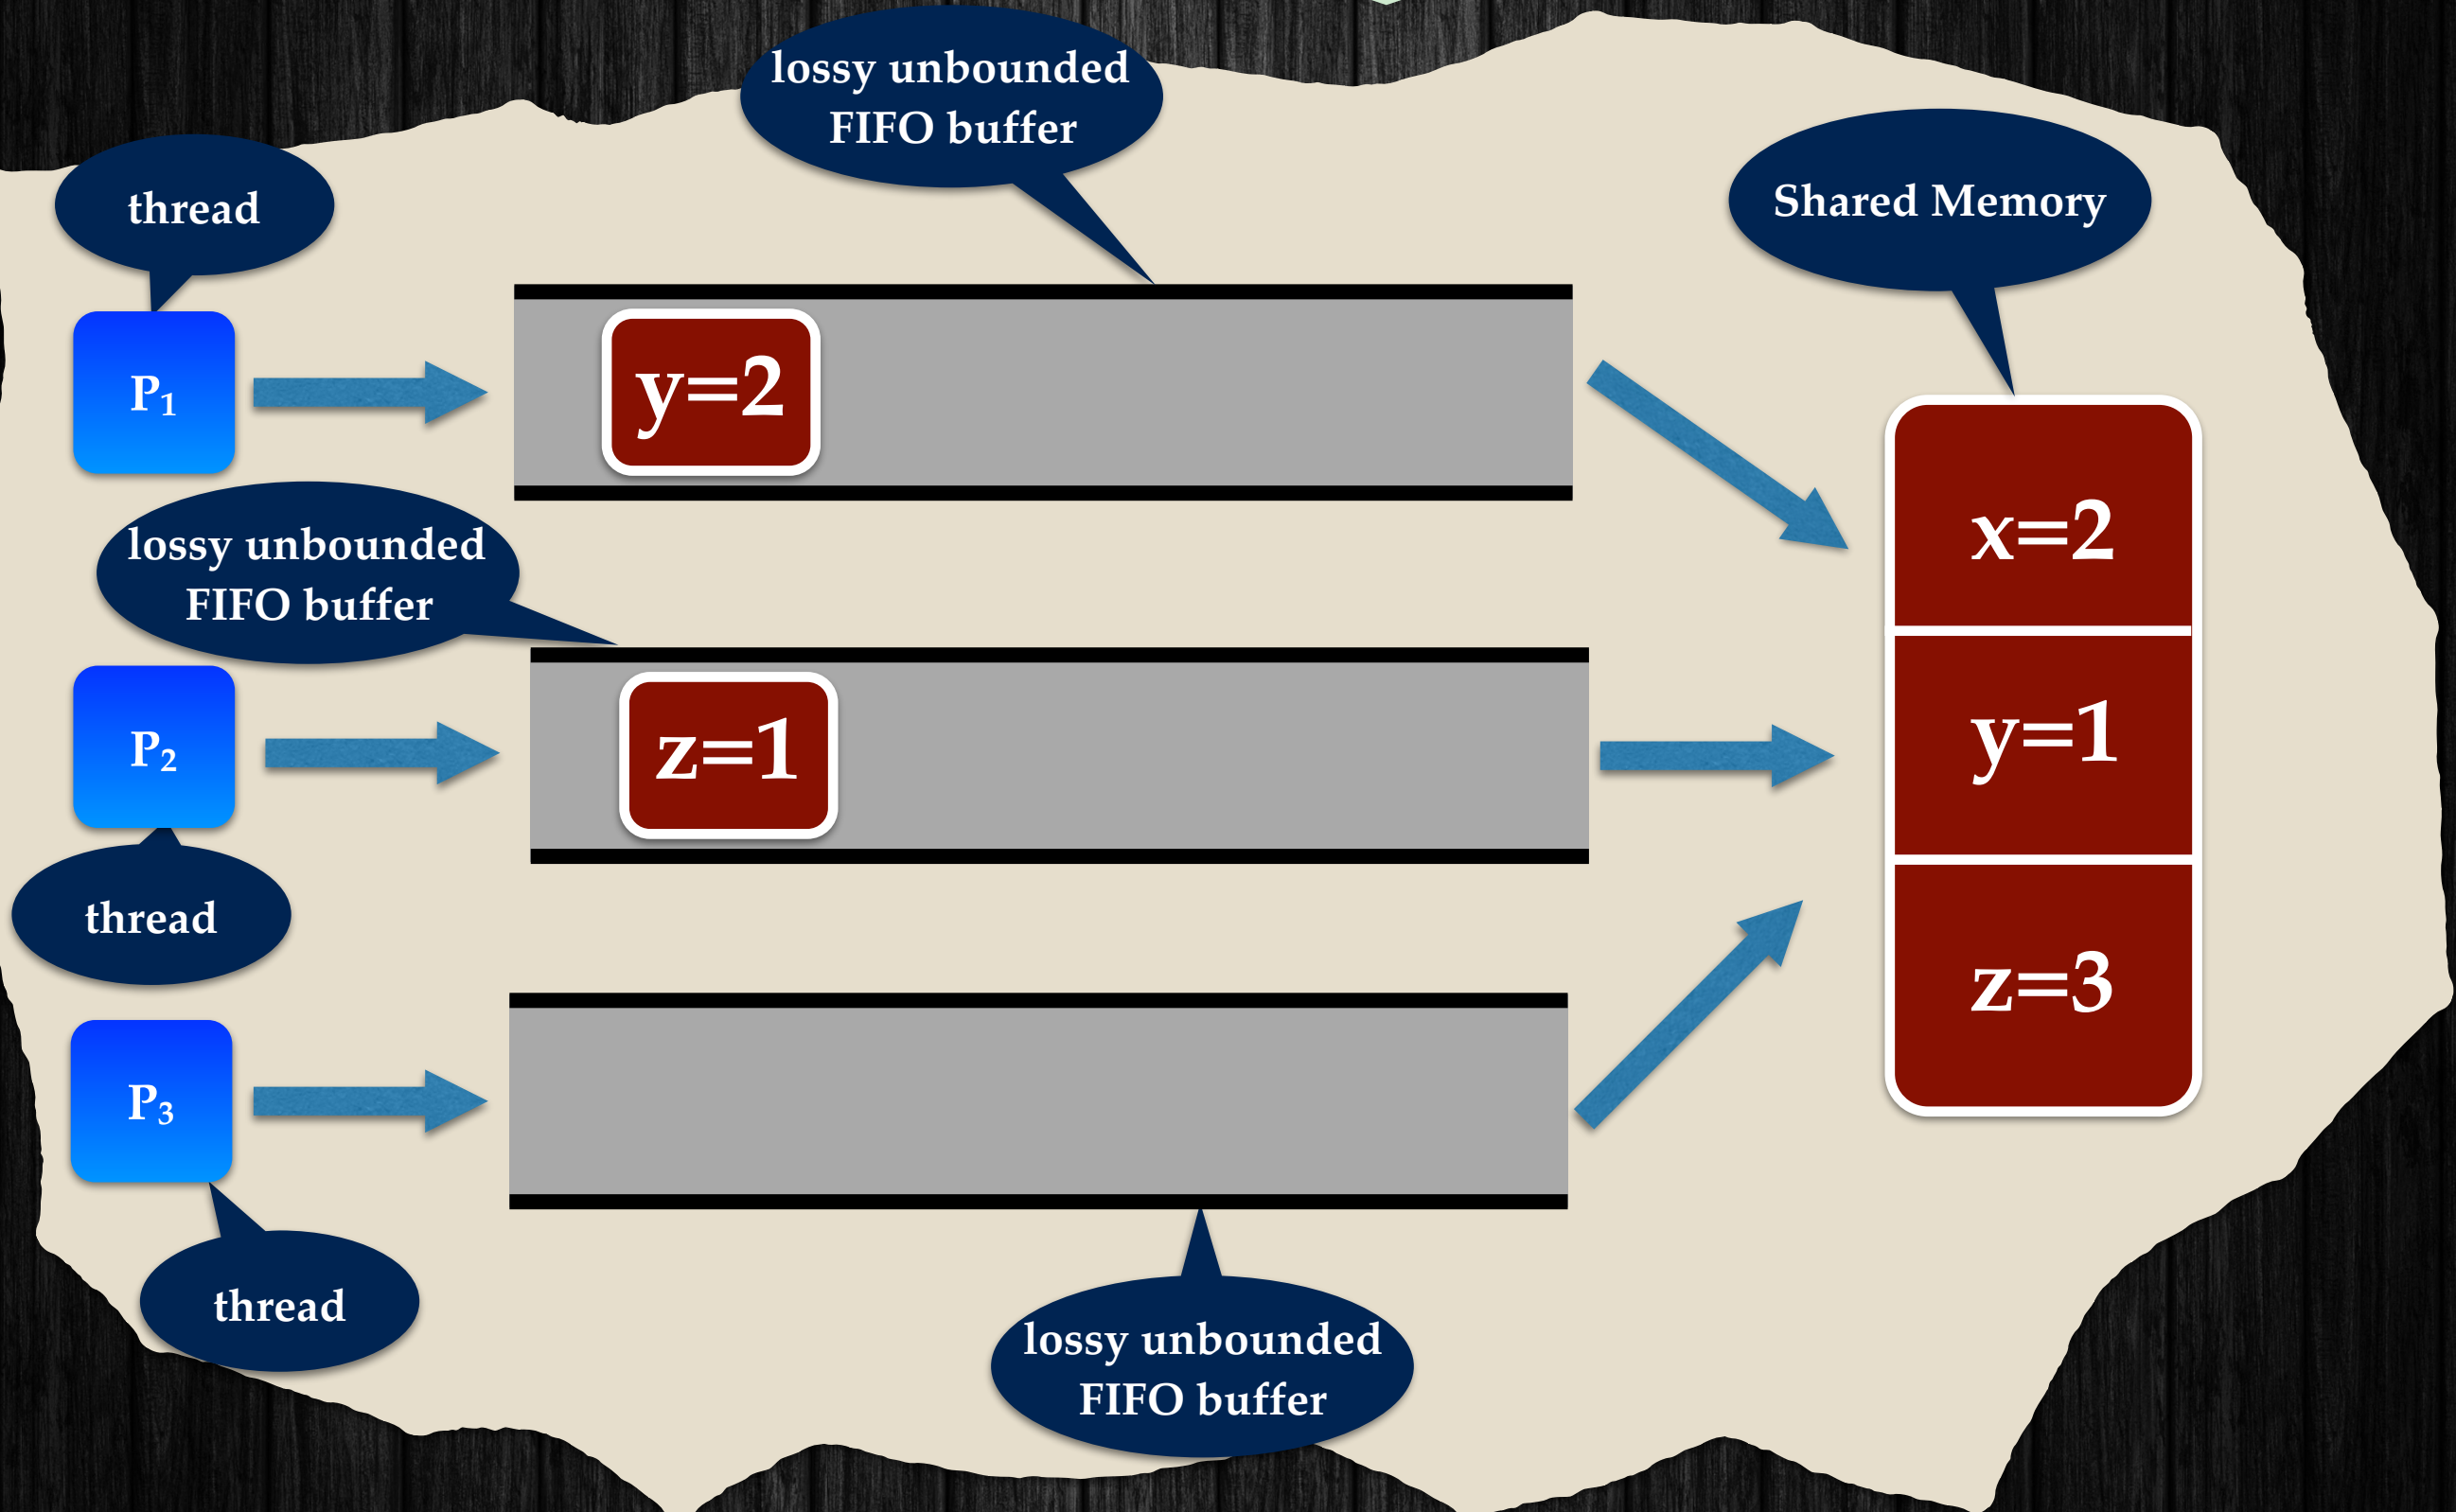 lossy unbounded
FIFO buffer
thread
Shared Memory
P₁
y=2
x=2
lossy unbounded
FIFO buffer
P₂
z=1
y=1
thread
z=3
P₃
thread
lossy unbounded
FIFO buffer